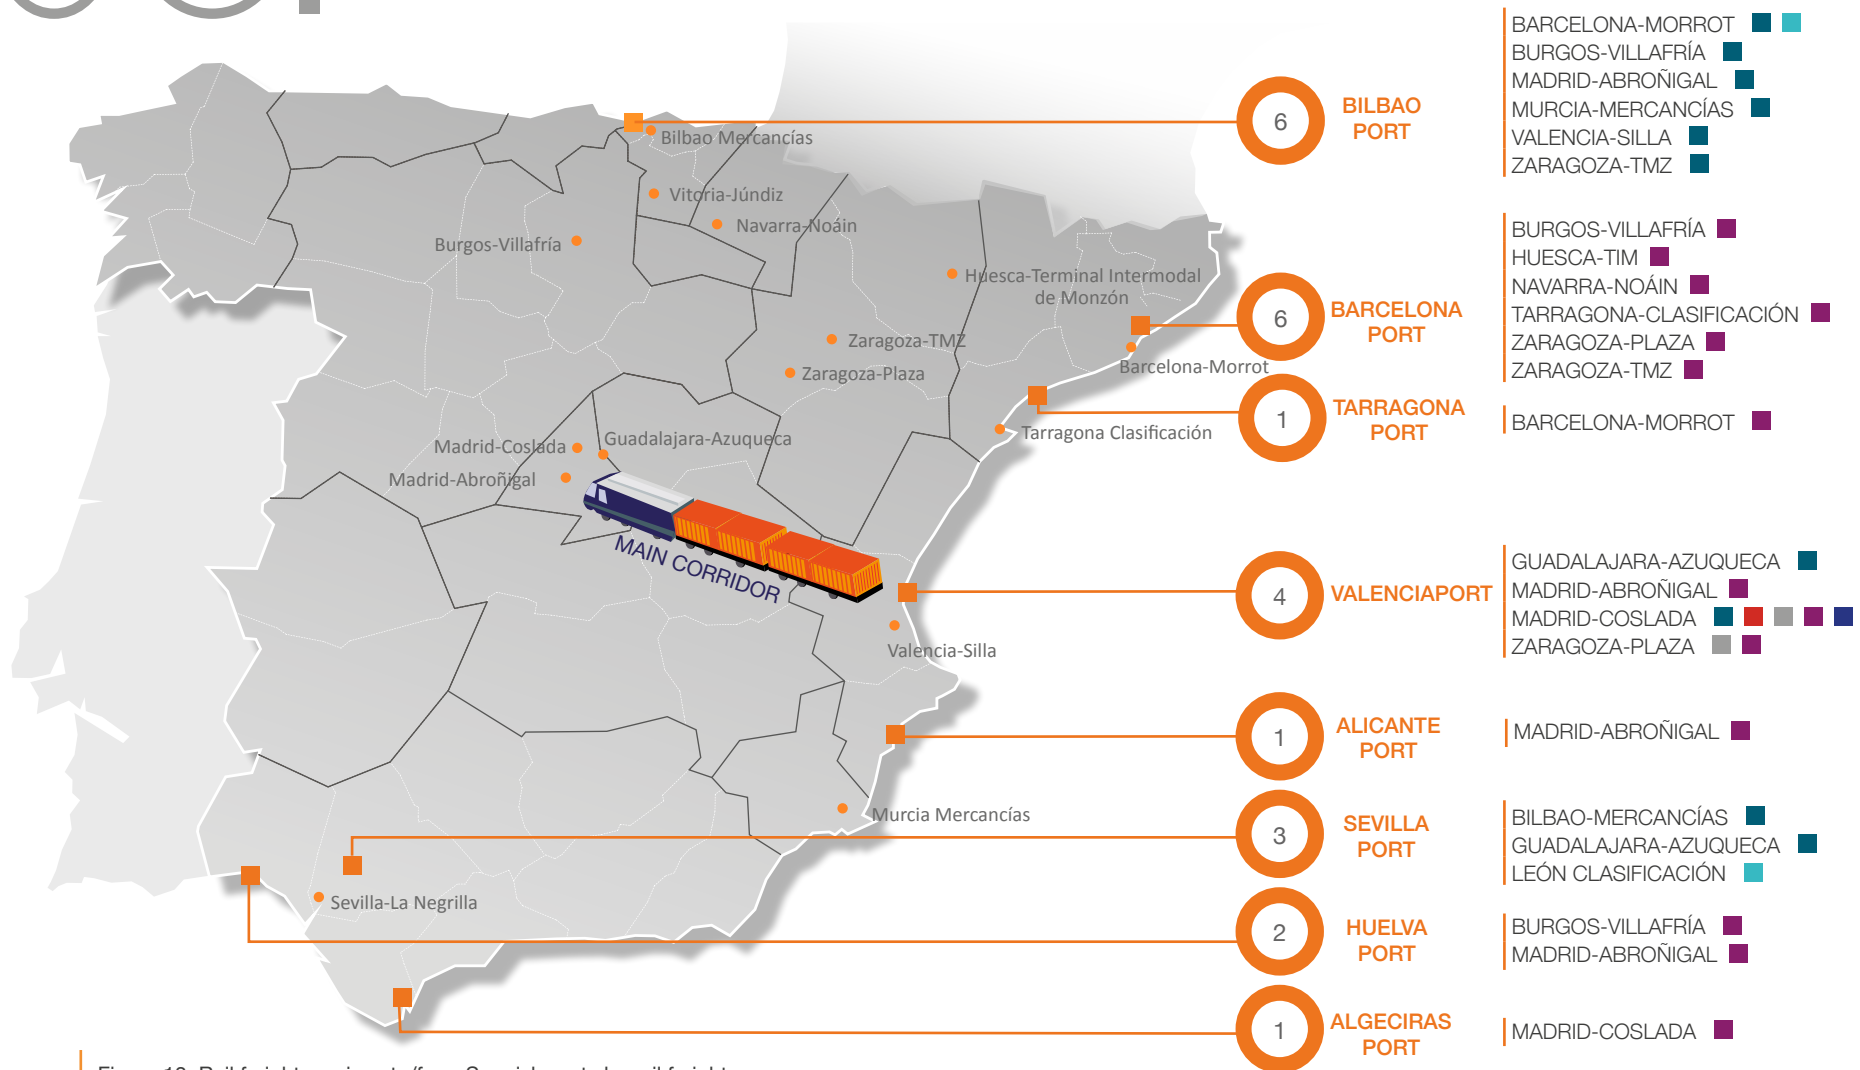 Bilbao Mercancías
Vitoria-Júndiz
Navarra-Noáin
Burgos-Villafría
Huesca-Terminal Intermodal
de Monzón
Zaragoza-TMZ
Zaragoza-Plaza
Barcelona-Morrot
Tarragona Clasificación
Madrid-Coslada
Guadalajara-Azuqueca
Madrid-Abroñigal
MAIN CORRIDOR
Valencia-Silla
Murcia Mercancías
Sevilla-La Negrilla
6
BILBAO
PORT
BARCELONA-MORROT
BURGOS-VILLAFRÍA
MADRID-ABROÑIGAL
MURCIA-MERCANCÍAS
VALENCIA-SILLA
ZARAGOZA-TMZ
6
BARCELONA
PORT
BURGOS-VILLAFRÍA
HUESCA-TIM
NAVARRA-NOÁIN
TARRAGONA-CLASIFICACIÓN
ZARAGOZA-PLAZA
ZARAGOZA-TMZ
1
TARRAGONA
PORT
BARCELONA-MORROT
4
VALENCIAPORT
GUADALAJARA-AZUQUECA
MADRID-ABROÑIGAL
MADRID-COSLADA
ZARAGOZA-PLAZA
1
ALICANTE
PORT
MADRID-ABROÑIGAL
3
SEVILLA
PORT
BILBAO-MERCANCÍAS
GUADALAJARA-AZUQUECA
LEÓN CLASIFICACIÓN
2
HUELVA
PORT
BURGOS-VILLAFRÍA
MADRID-ABROÑIGAL
1
ALGECIRAS
PORT
MADRID-COSLADA